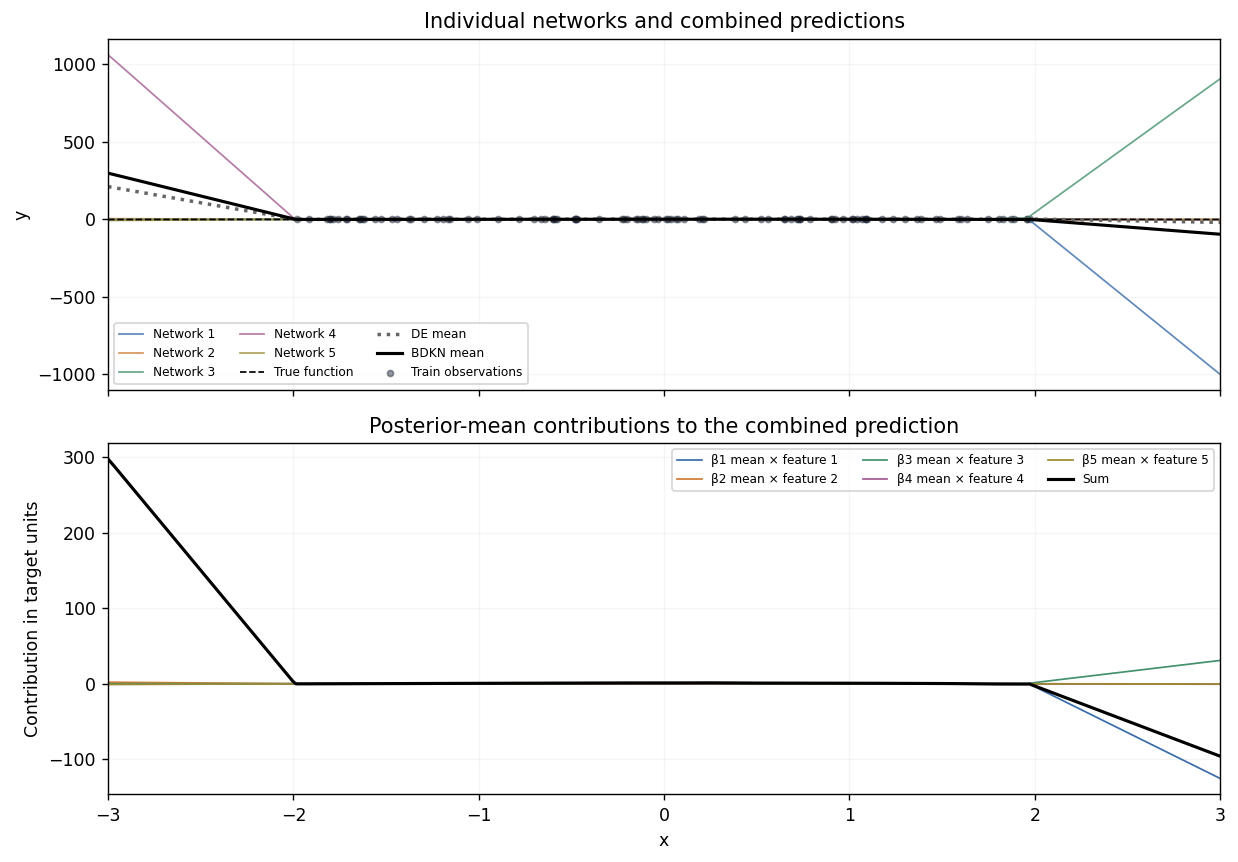 Individual networks and combined predictions
1000
500
0
−500
−1000
y
Network 1
Network 2
Network 3
Network 4
Network 5
True function
DE mean
BDKN mean
Train observations
Posterior-mean contributions to the combined prediction
300
200
100
0
−100
Contribution in target units
β1 mean × feature 1
β2 mean × feature 2
β3 mean × feature 3
β4 mean × feature 4
β5 mean × feature 5
Sum
−3 −2 −1 0 1 2 3
x